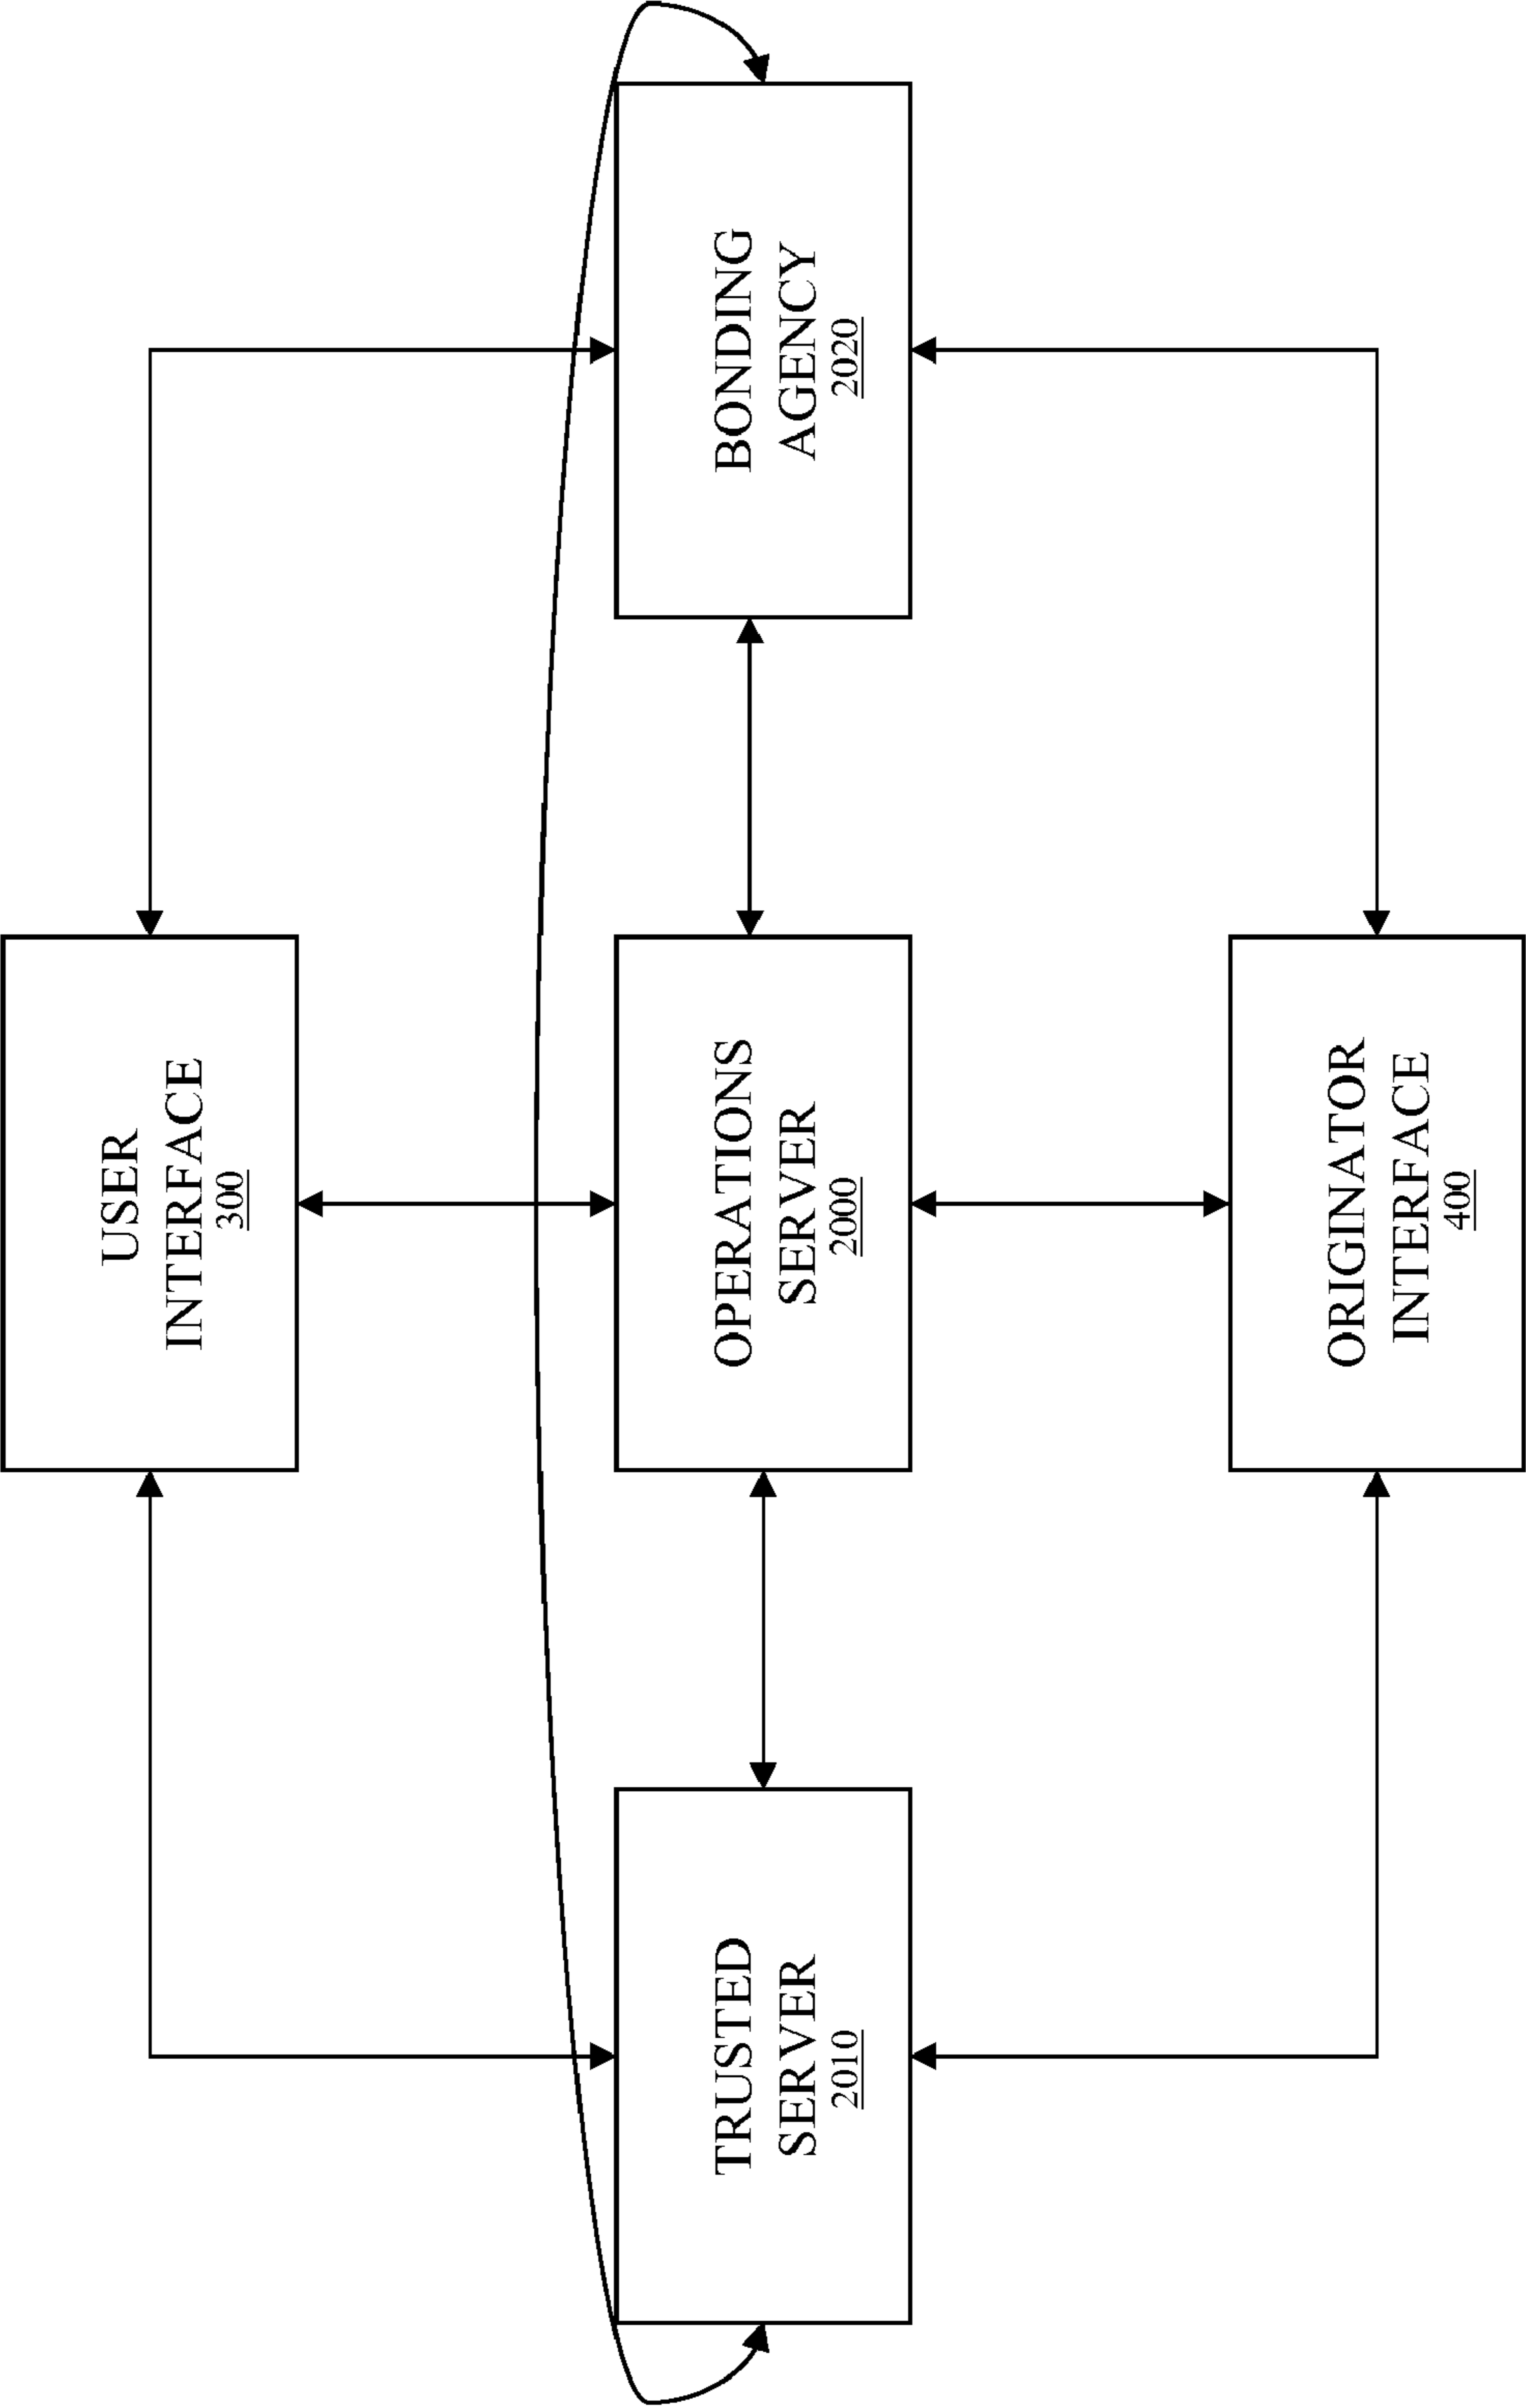 USER
INTERFACE
300
TRUSTED
SERVER
2010
OPERATIONS
SERVER
2000
BONDING
AGENCY
2020
ORIGINATOR
INTERFACE
400